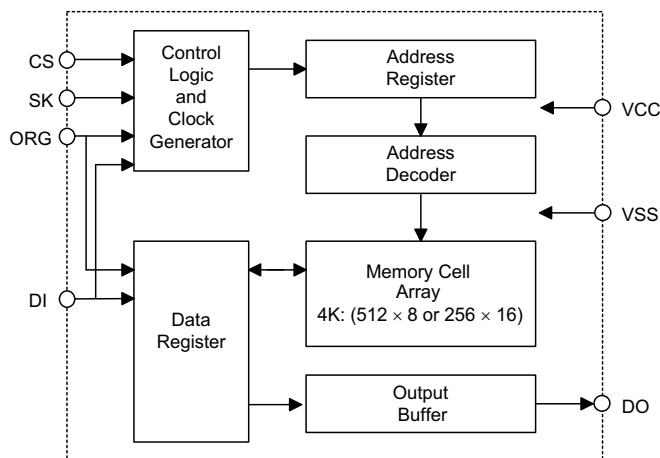 CS
SK
ORG
DI
Control
Logic
and
Clock
Generator
Address
Register
VCC
Address
Decoder
VSS
Data
Register
Memory Cell
Array
4K: (512 × 8 or 256 × 16)
Output
Buffer
DO